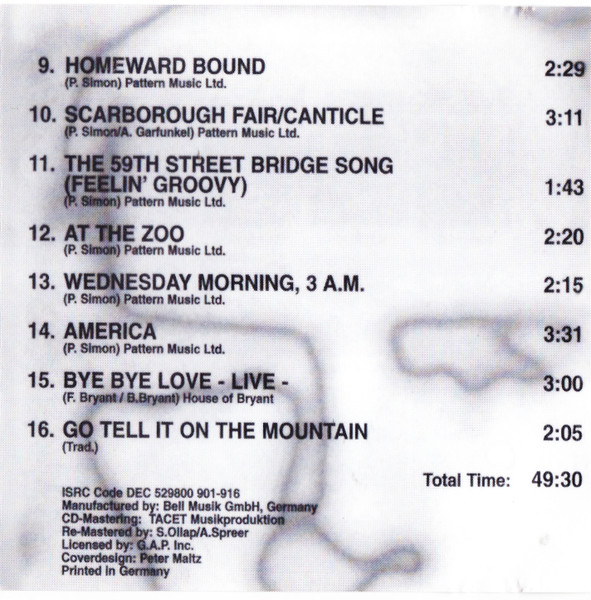 9. HOMEWARD BOUND 2:29
(P. Simon) Pattern Music Ltd.
10. SCARBOROUGH FAIR/CANTICLE 3:11
(P. Simon/A. Garfunkel) Pattern Music Ltd.
11. THE 59TH STREET BRIDGE SONG
(FEELIN' GROOVY) 1:43
(P. Simon) Pattern Music Ltd.
12. AT THE ZOO 2:20
(P. Simon) Pattern Music Ltd.
13. WEDNESDAY MORNING, 3 A.M. 2:15
(P. Simon) Pattern Music Ltd.
14. AMERICA 3:31
(P. Simon) Pattern Music Ltd.
15. BYE BYE LOVE - LIVE - 3:00
(F. Bryant / B.Bryant) House of Bryant
16. GO TELL IT ON THE MOUNTAIN 2:05
(Trad.)
Total Time: 49:30
ISRC Code DEC 529800 901-916
Manufactured by: Bell Musik GmbH, Germany
CD-Mastering: TACET Musikproduktion
Re-Mastered by: S.Ollap/A.Spreer
Licensed by: G.A.P. Inc.
Coverdesign: Peter Maltz
Printed in Germany